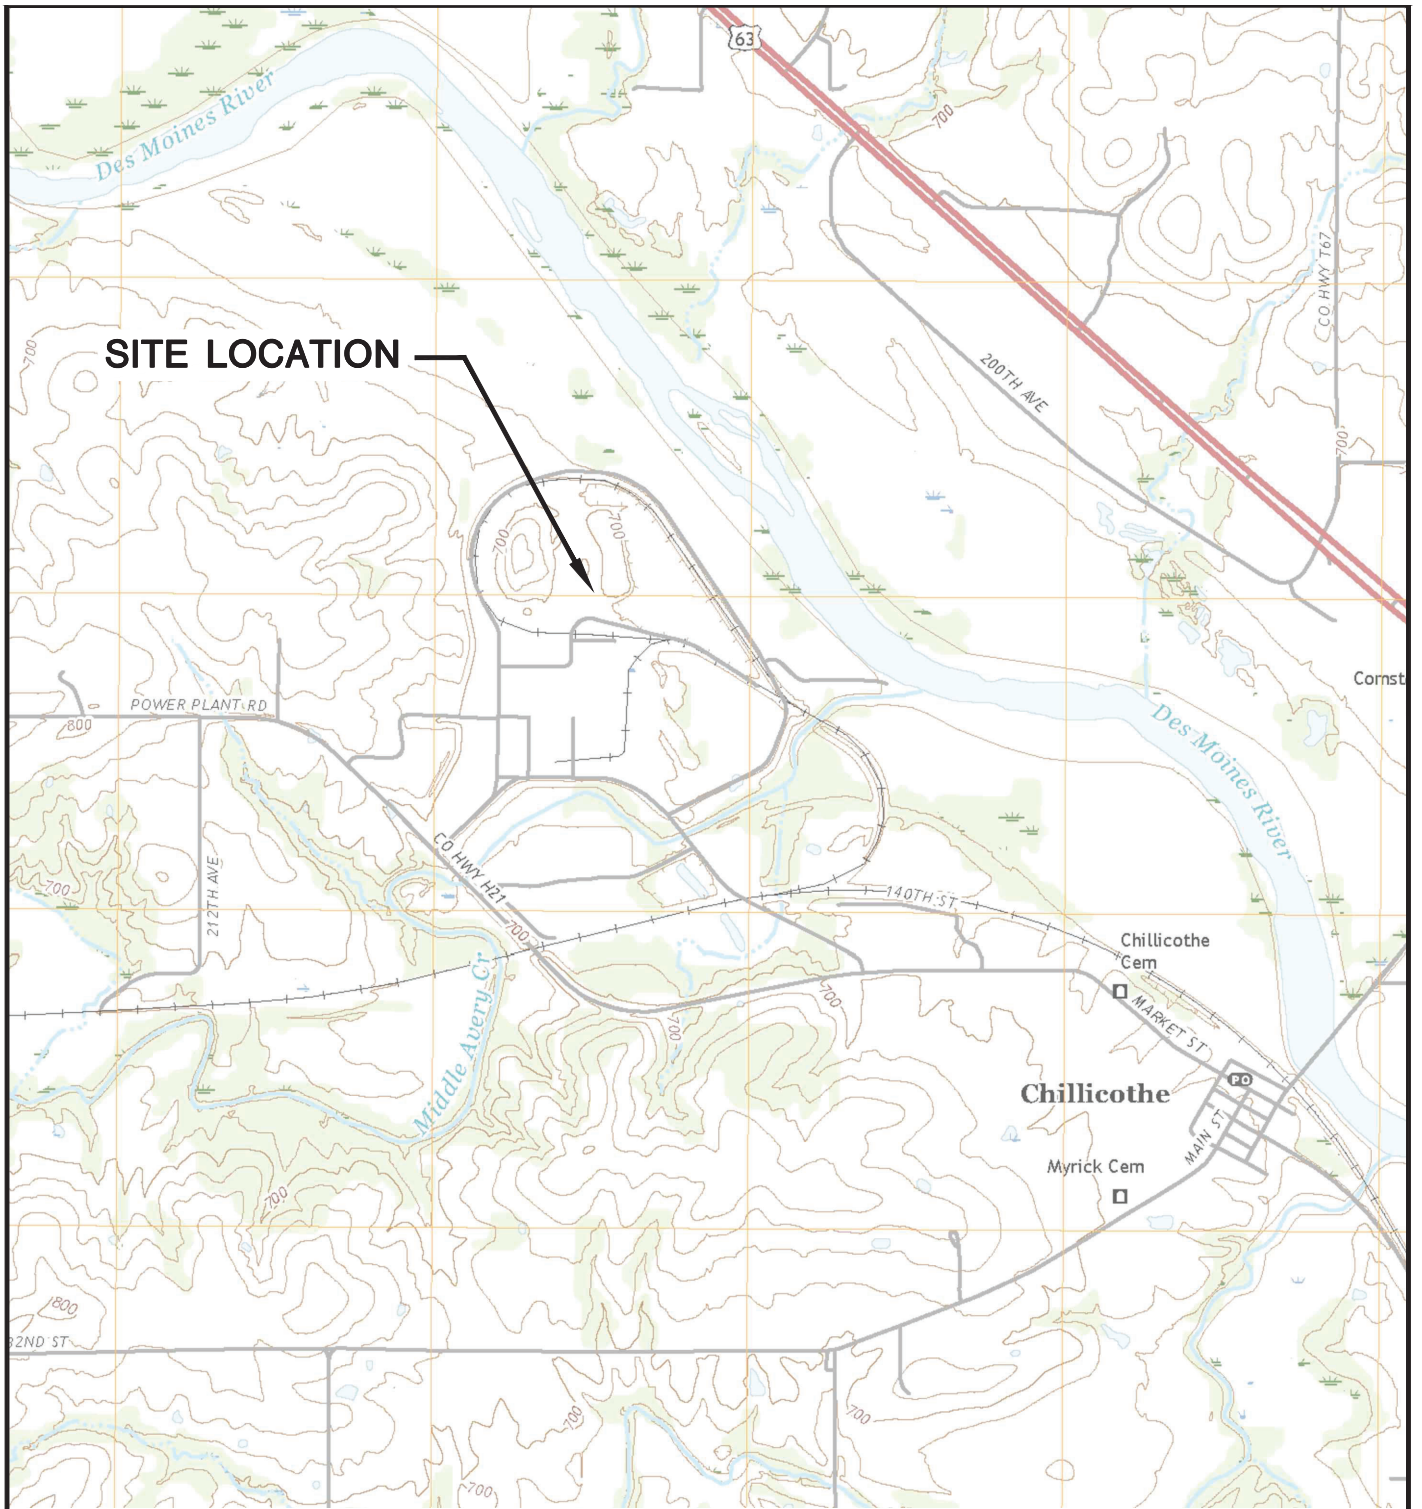 63
Des Moines River
700
CO HWY T67
700
SITE LOCATION
200TH AVE
700
700
700
Cornst
POWER PLANT RD
800
Des Moines River
CO HWY H21
212TH AVE
700
140TH ST
700
Chillicothe
Cem
Middle Avery Cr
700
700
MARKET ST
Chillicothe
PO
MAIN ST
Myrick Cem
700
800
32ND ST
700
700
700